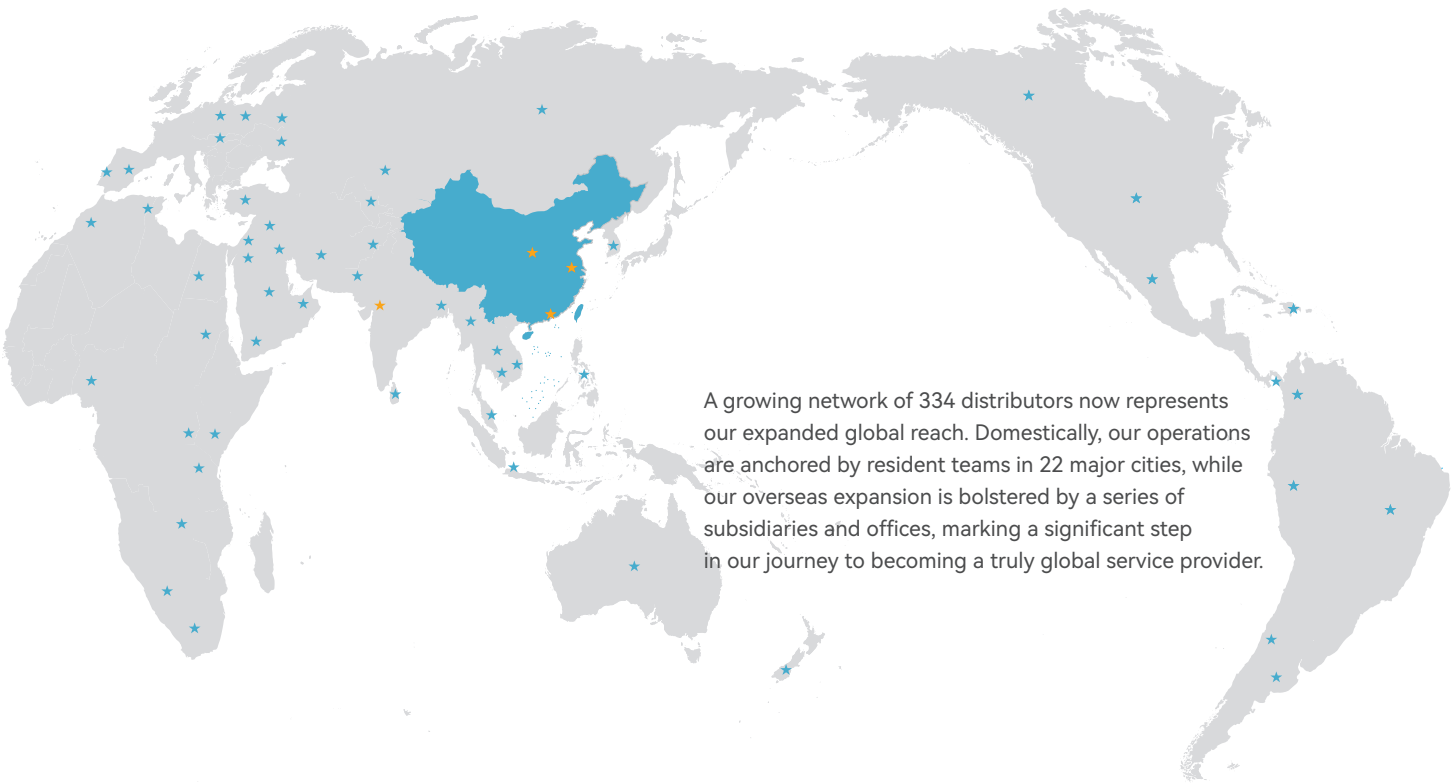 A growing network of 334 distributors now represents
our expanded global reach. Domestically, our operations
are anchored by resident teams in 22 major cities, while
our overseas expansion is bolstered by a series of
subsidiaries and offices, marking a significant step
in our journey to becoming a truly global service provider.